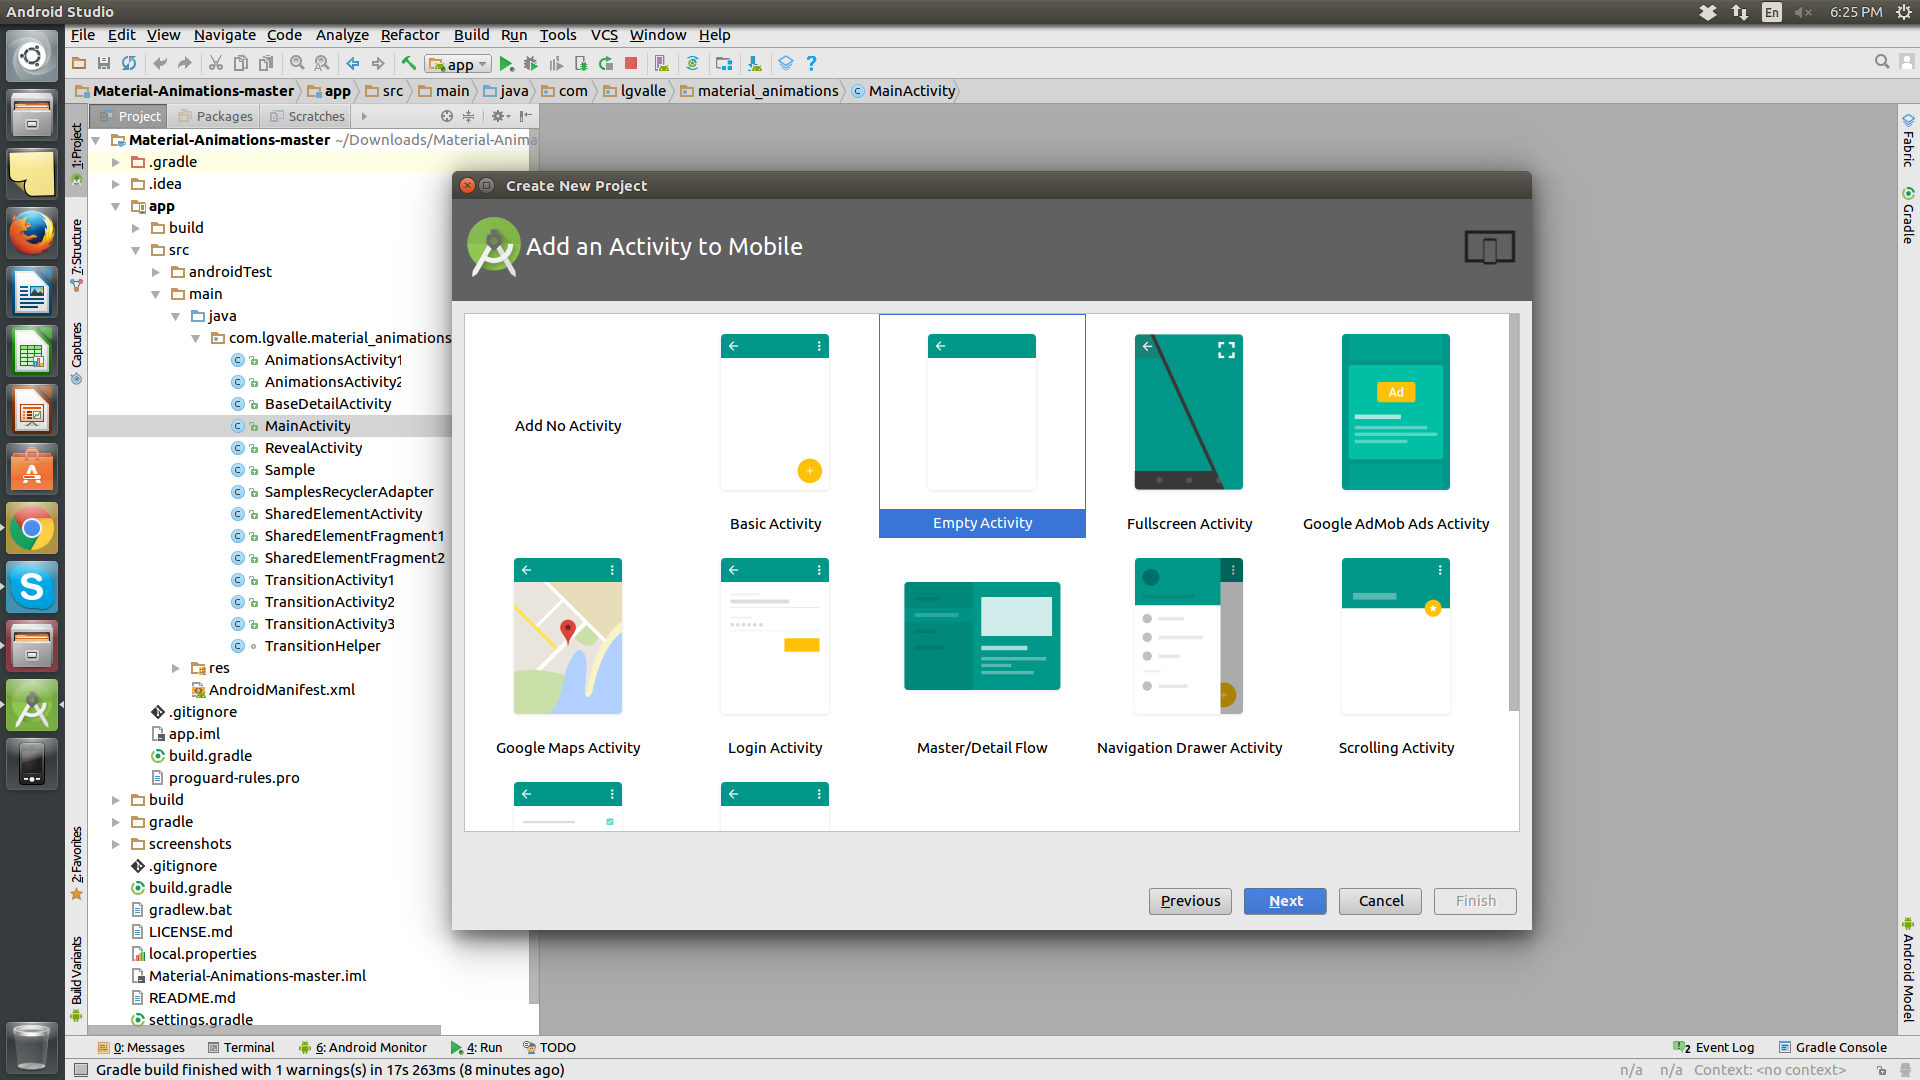 Android Studio
En
6:25 PM
File Edit View Navigate Code Analyze Refactor Build Run Tools VCS Window Help
app
Material-Animations-master app src main java com lgvalle material_animations MainActivity
1: Project
7: Structure
Captures
2: Favorites
Build Variants
Project Packages Scratches
Material-Animations-master ~/Downloads/Material-Anima
.gradle
.idea
app
build
src
androidTest
main
java
com.lgvalle.material_animations
AnimationsActivity1
AnimationsActivity2
BaseDetailActivity
MainActivity
RevealActivity
Sample
SamplesRecyclerAdapter
SharedElementActivity
SharedElementFragment1
SharedElementFragment2
TransitionActivity1
TransitionActivity2
TransitionActivity3
TransitionHelper
res
AndroidManifest.xml
.gitignore
app.iml
build.gradle
proguard-rules.pro
build
gradle
screenshots
.gitignore
build.gradle
gradlew.bat
LICENSE.md
local.properties
Material-Animations-master.iml
README.md
settings.gradle
Create New Project
Add an Activity to Mobile
Add No Activity
Basic Activity
Empty Activity
Fullscreen Activity
Ad
Google AdMob Ads Activity
Google Maps Activity
Login Activity
Master/Detail Flow
Navigation Drawer Activity
Scrolling Activity
Previous
Next
Cancel
Finish
Fabric
Gradle
Android Model
0: Messages Terminal 6: Android Monitor 4: Run TODO
2 Event Log Gradle Console
Gradle build finished with 1 warnings(s) in 17s 263ms (8 minutes ago)
n/a n/a Context: <no context>